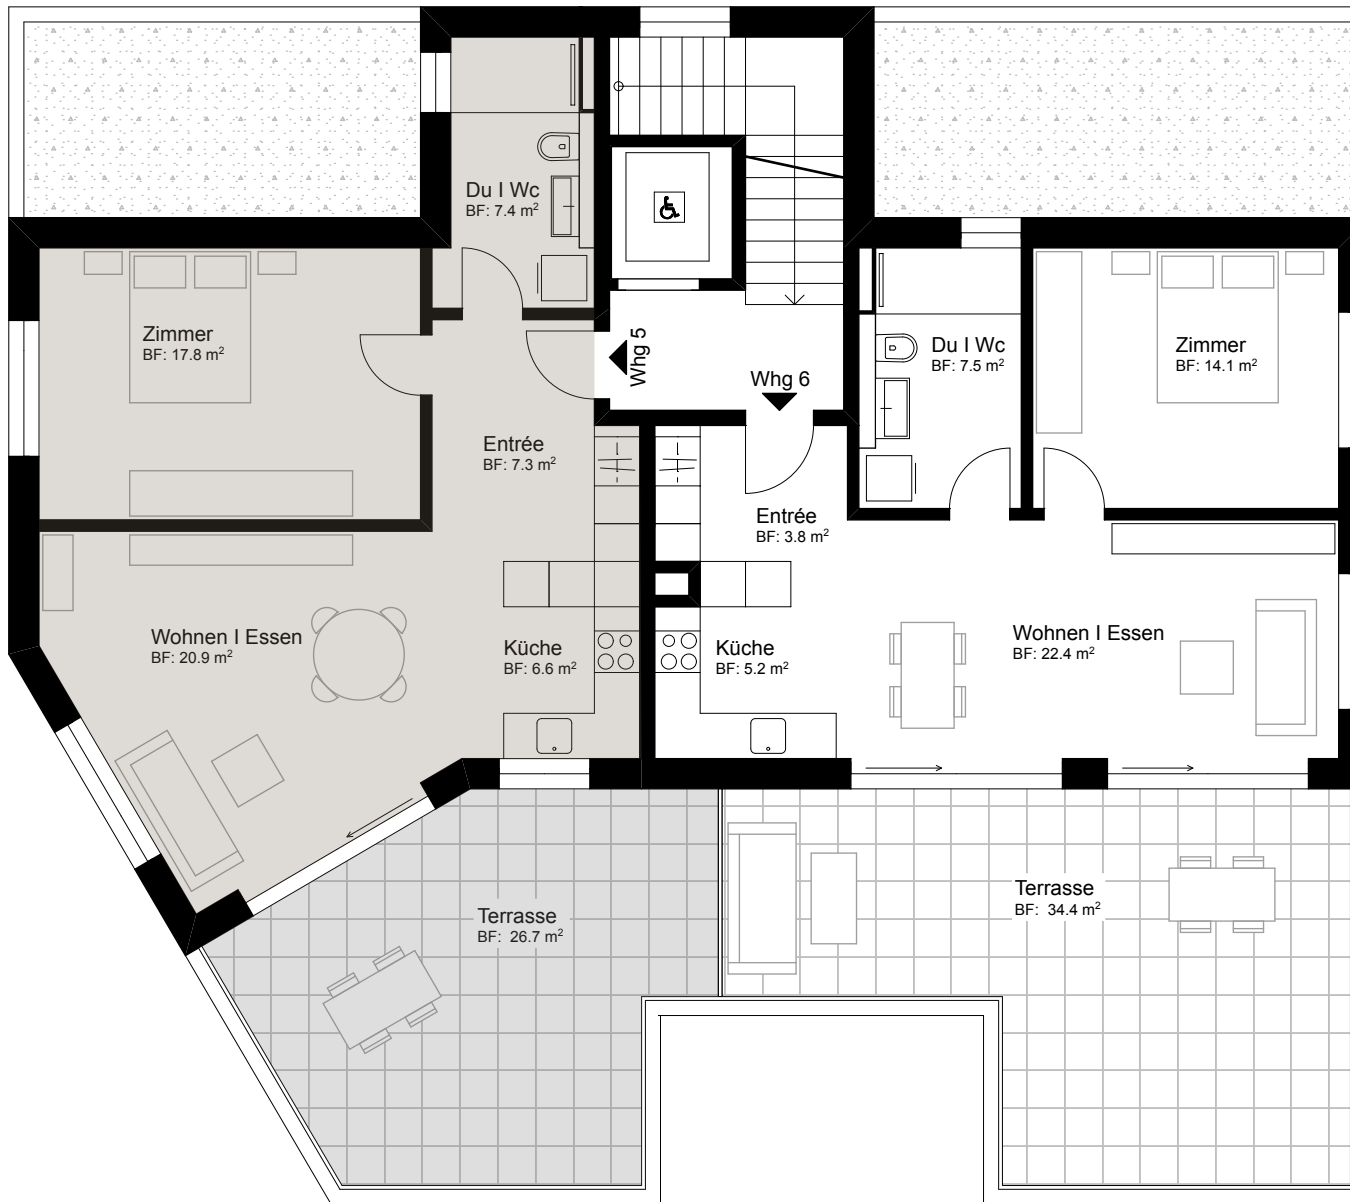 Du I Wc
BF: 7.4 m²
Zimmer
BF: 17.8 m²
Whg 5
Whg 6
Du I Wc
BF: 7.5 m²
Zimmer
BF: 14.1 m²
Entrée
BF: 7.3 m²
Entrée
BF: 3.8 m²
Wohnen I Essen
BF: 20.9 m²
Küche
BF: 6.6 m²
Küche
BF: 5.2 m²
Wohnen I Essen
BF: 22.4 m²
Terrasse
BF: 26.7 m²
Terrasse
BF: 34.4 m²